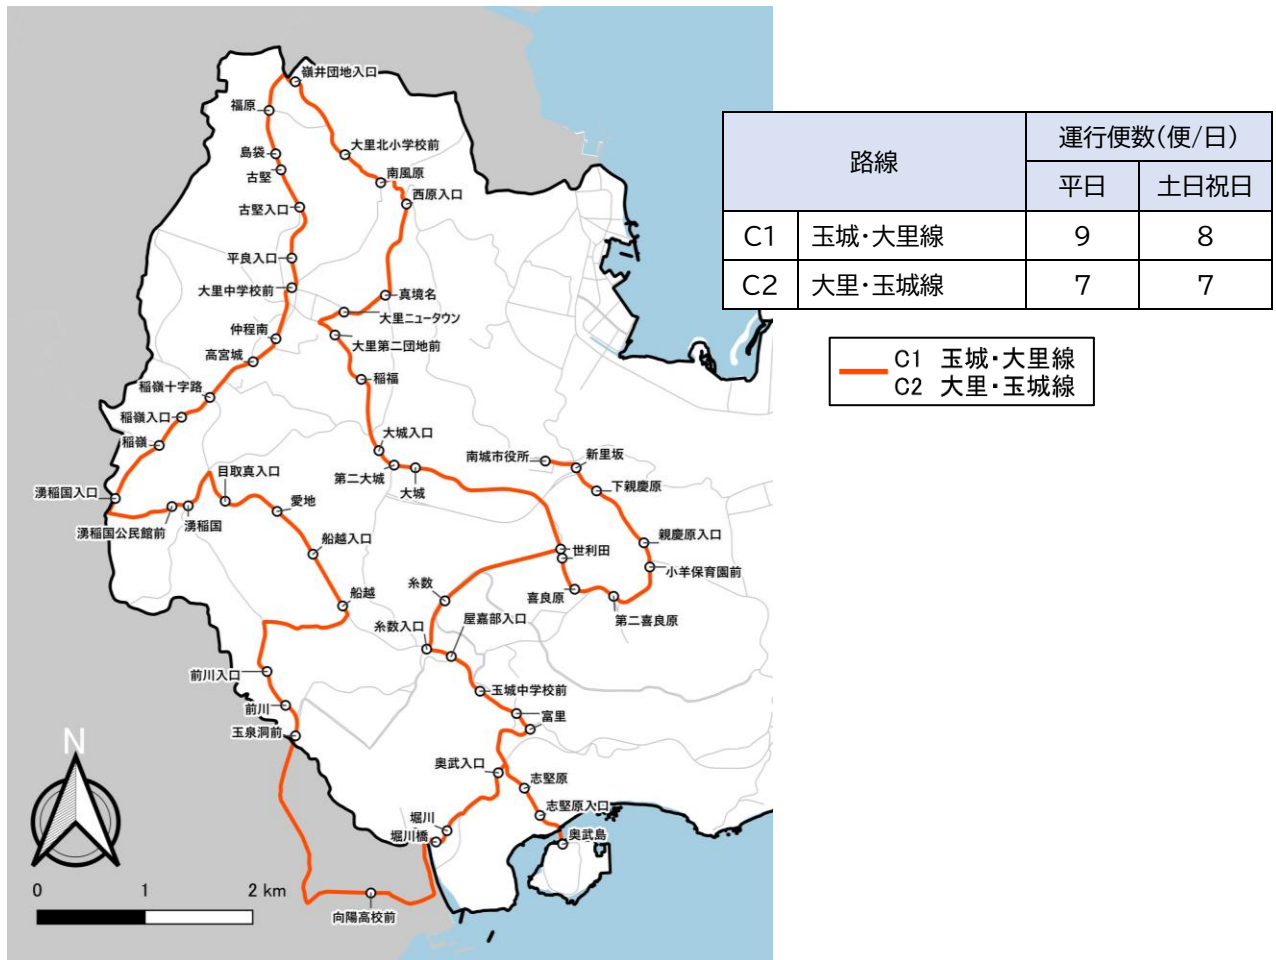 嶺井団地入口
福原
大里北小学校前
島袋
古堅
南風原
西原入口
古堅入口
平良入口
大里中学校前
真境名
大里ニュータウン
仲程南
大里第二団地前
高宮城
稲福
稲嶺十字路
稲嶺入口
稲嶺
大城入口
南城市役所
新里坂
第二大城
大城
目取真入口
下親慶原
湧稲国入口
愛地
湧稲国公民館前
湧稲国
船越入口
親慶原入口
世利田
小羊保育園前
船越
糸数
喜良原
第二喜良原
糸数入口
屋嘉部入口
前川入口
玉城中学校前
前川
富里
玉泉洞前
奥武入口
志堅原
志堅原入口
堀川
堀川橋
奥武島
向陽高校前
N
0 1 2 km
路線 運行便数(便/日)
平日 土日祝日
C1 玉城・大里線 9 8
C2 大里・玉城線 7 7
C1 玉城・大里線
C2 大里・玉城線